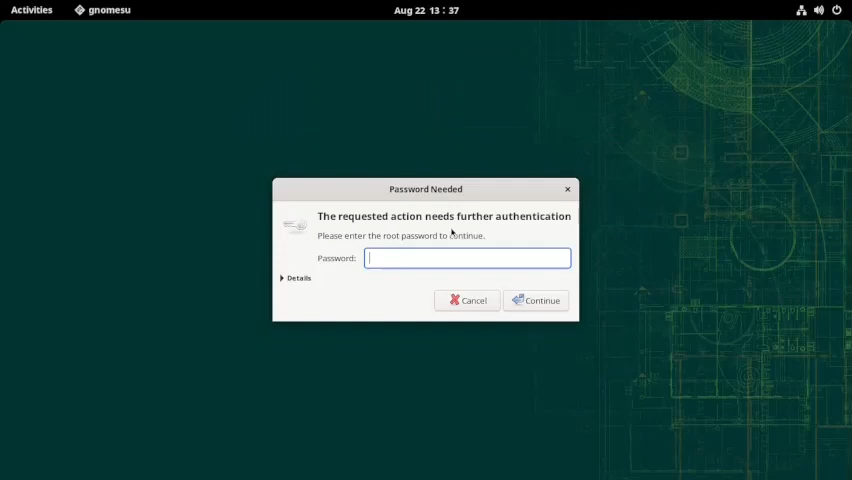 Activities gnomesu Aug 22 13 : 37
Password Needed
The requested action needs further authentication
Please enter the root password to continue.
Password:
Details
Cancel Continue